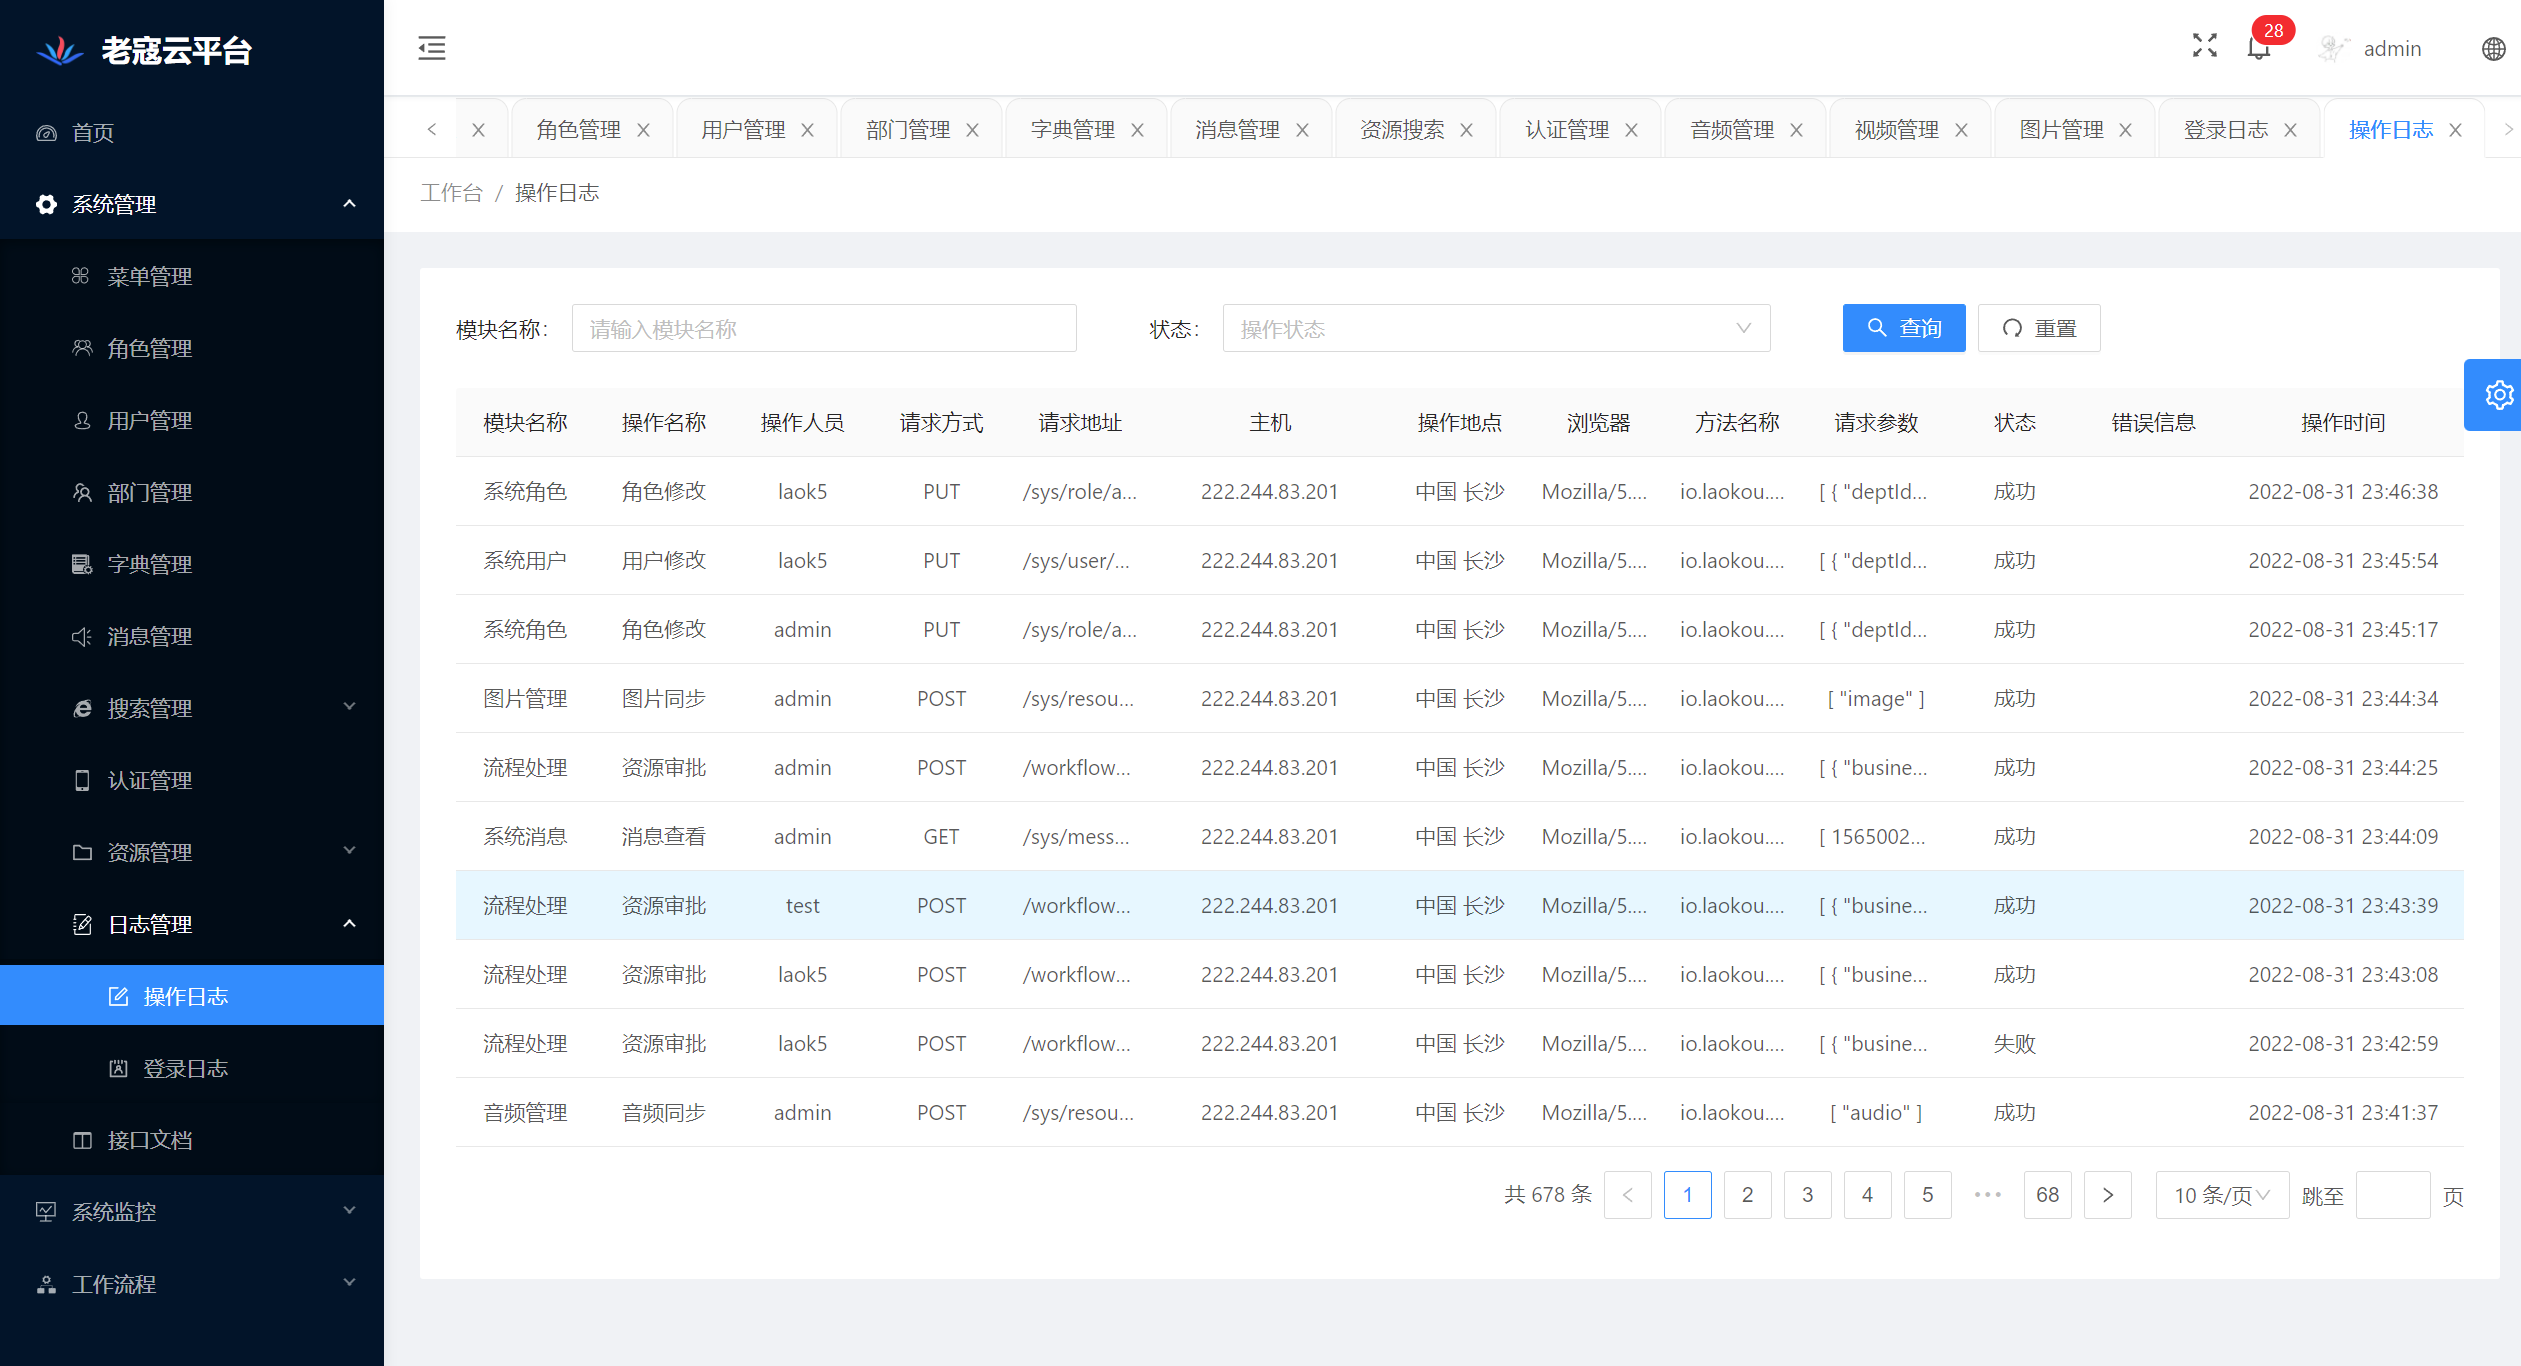 老寇云平台
首页
系统管理
菜单管理
角色管理
用户管理
部门管理
字典管理
消息管理
搜索管理
认证管理
资源管理
日志管理
操作日志
登录日志
接口文档
系统监控
工作流程
28
admin
角色管理 用户管理 部门管理 字典管理 消息管理 资源搜索 认证管理 音频管理 视频管理 图片管理 登录日志 操作日志
工作台 / 操作日志
模块名称: 请输入模块名称 状态: 操作状态 查询 重置
模块名称 操作名称 操作人员 请求方式 请求地址 主机 操作地点 浏览器 方法名称 请求参数 状态 错误信息 操作时间
系统角色 角色修改 laok5 PUT /sys/role/a... 222.244.83.201 中国 长沙 Mozilla/5.... io.laokou.... [ { "deptId... 成功 2022-08-31 23:46:38
系统用户 用户修改 laok5 PUT /sys/user/... 222.244.83.201 中国 长沙 Mozilla/5.... io.laokou.... [ { "deptId... 成功 2022-08-31 23:45:54
系统角色 角色修改 admin PUT /sys/role/a... 222.244.83.201 中国 长沙 Mozilla/5.... io.laokou.... [ { "deptId... 成功 2022-08-31 23:45:17
图片管理 图片同步 admin POST /sys/resou... 222.244.83.201 中国 长沙 Mozilla/5.... io.laokou.... [ "image" ] 成功 2022-08-31 23:44:34
流程处理 资源审批 admin POST /workflow... 222.244.83.201 中国 长沙 Mozilla/5.... io.laokou.... [ { "busine... 成功 2022-08-31 23:44:25
系统消息 消息查看 admin GET /sys/mess... 222.244.83.201 中国 长沙 Mozilla/5.... io.laokou.... [ 1565002... 成功 2022-08-31 23:44:09
流程处理 资源审批 test POST /workflow... 222.244.83.201 中国 长沙 Mozilla/5.... io.laokou.... [ { "busine... 成功 2022-08-31 23:43:39
流程处理 资源审批 laok5 POST /workflow... 222.244.83.201 中国 长沙 Mozilla/5.... io.laokou.... [ { "busine... 成功 2022-08-31 23:43:08
流程处理 资源审批 laok5 POST /workflow... 222.244.83.201 中国 长沙 Mozilla/5.... io.laokou.... [ { "busine... 失败 2022-08-31 23:42:59
音频管理 音频同步 admin POST /sys/resou... 222.244.83.201 中国 长沙 Mozilla/5.... io.laokou.... [ "audio" ] 成功 2022-08-31 23:41:37
共 678 条 < 1 2 3 4 5 ••• 68 > 10 条/页 跳至 页